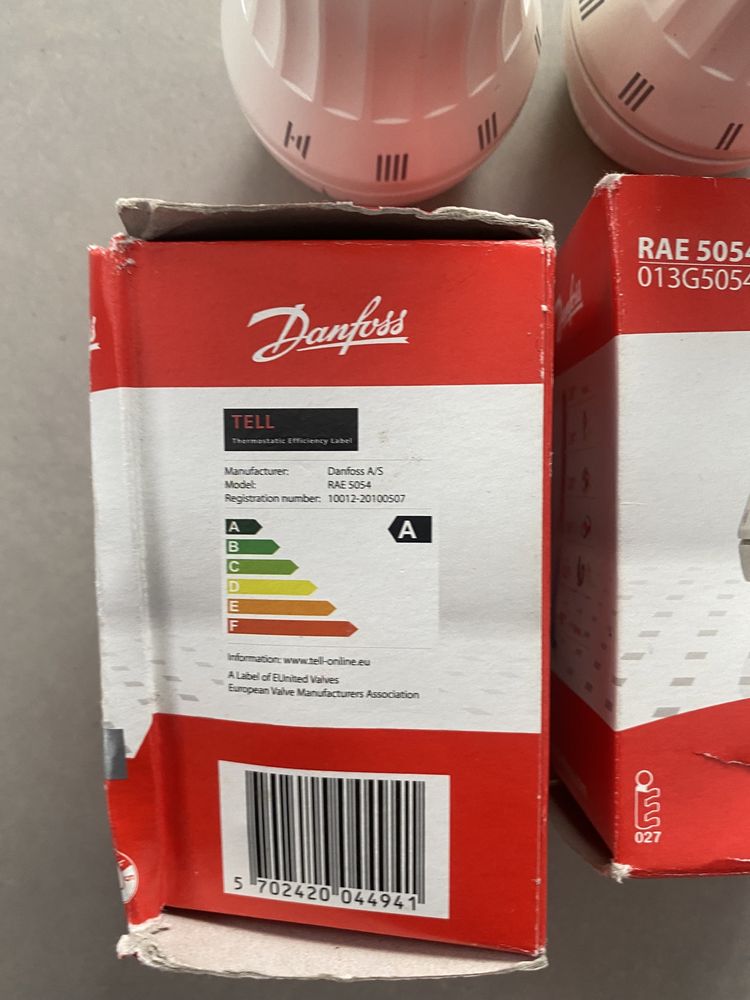 Danfoss
TELL
Thermostatic Efficiency Label
Manufacturer: Danfoss A/S
Model: RAE 5054
Registration number: 10012-20100507
A A
B
C
D
E
F
Information: www.tell-online.eu
A Label of EUnited Valves
European Valve Manufacturers Association
5 702420 044941
RAE 5054
013G5054
027